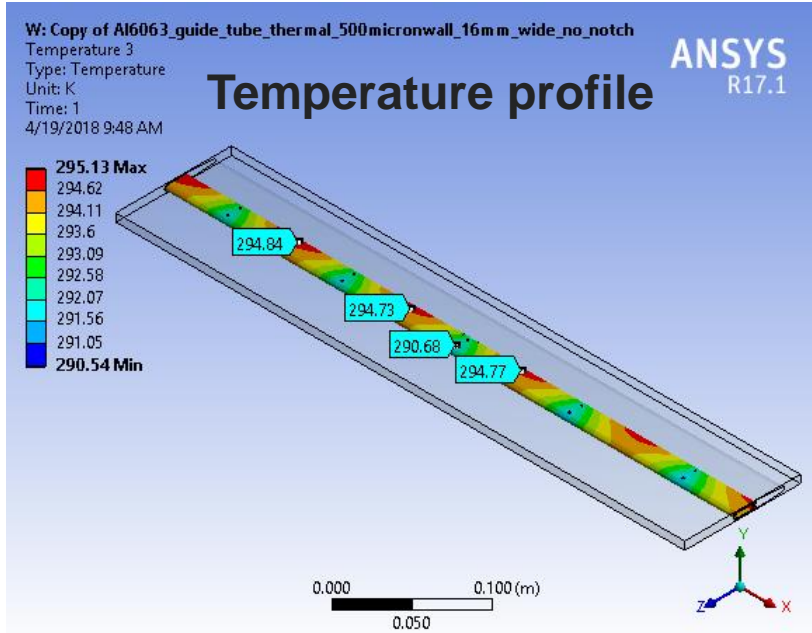 W: Copy of Al6063_guide_tube_thermal_500micronwall_16mm_wide_no_notch
Temperature 3
Type: Temperature
Unit: K
Time: 1
4/19/2018 9:48 AM
ANSYS
R17.1
Temperature profile
295.13 Max
294.62
294.11
293.6
293.09
292.58
292.07
291.56
291.05
290.54 Min
294.84
294.73
290.68
294.77
0.000
0.100 (m)
0.050
Y
Z
X